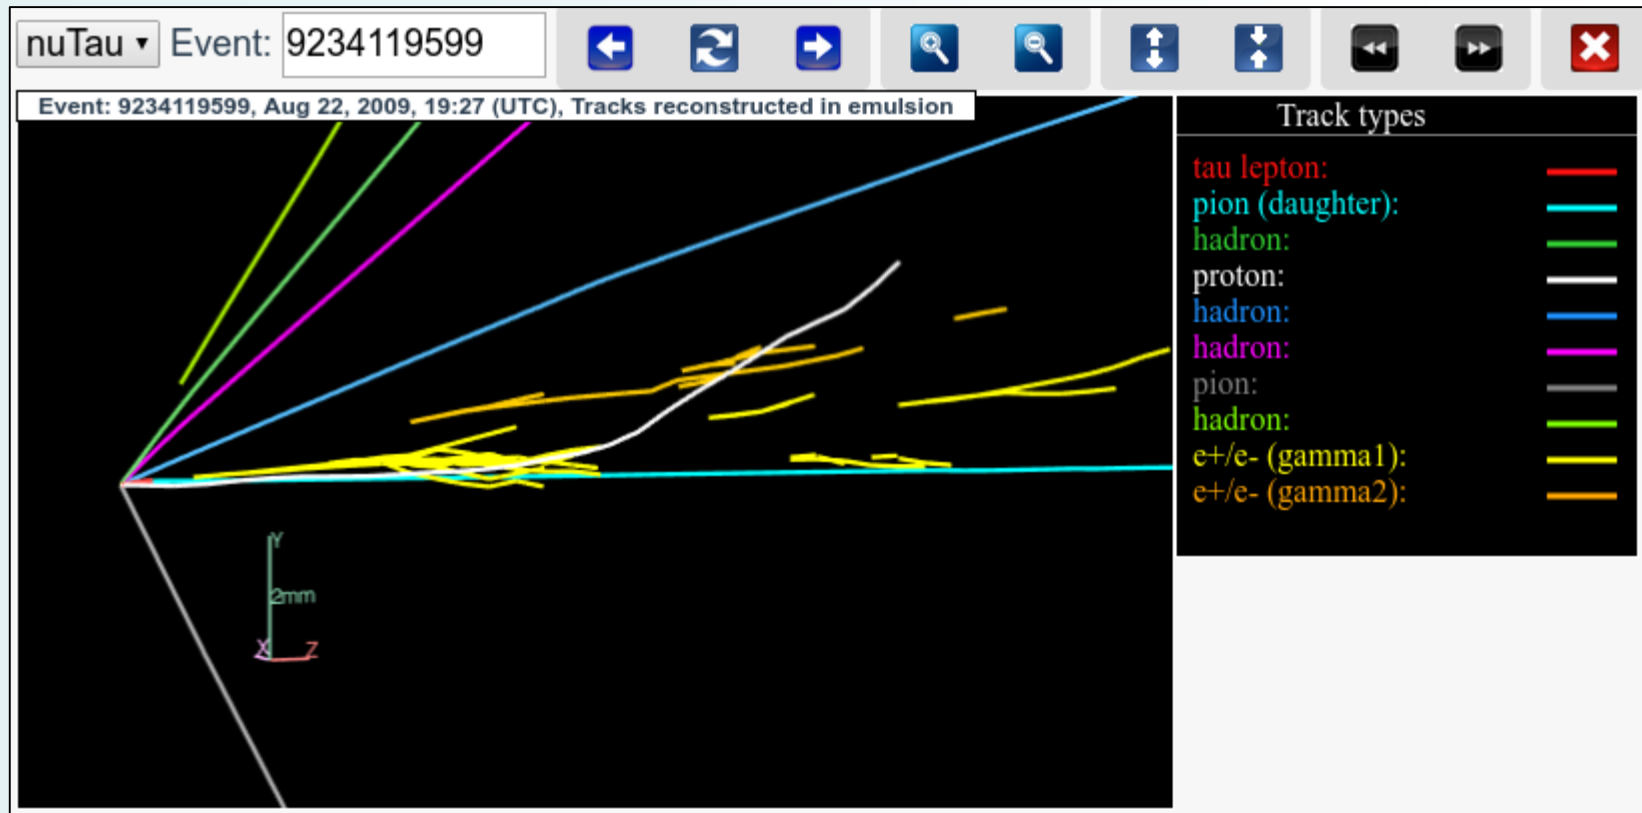 nuTau ▾ Event: 9234119599
Event: 9234119599, Aug 22, 2009, 19:27 (UTC), Tracks reconstructed in emulsion
Track types
tau lepton:
pion (daughter):
hadron:
proton:
hadron:
hadron:
pion:
hadron:
e+/e- (gamma1):
e+/e- (gamma2):
Y
2mm
X Z